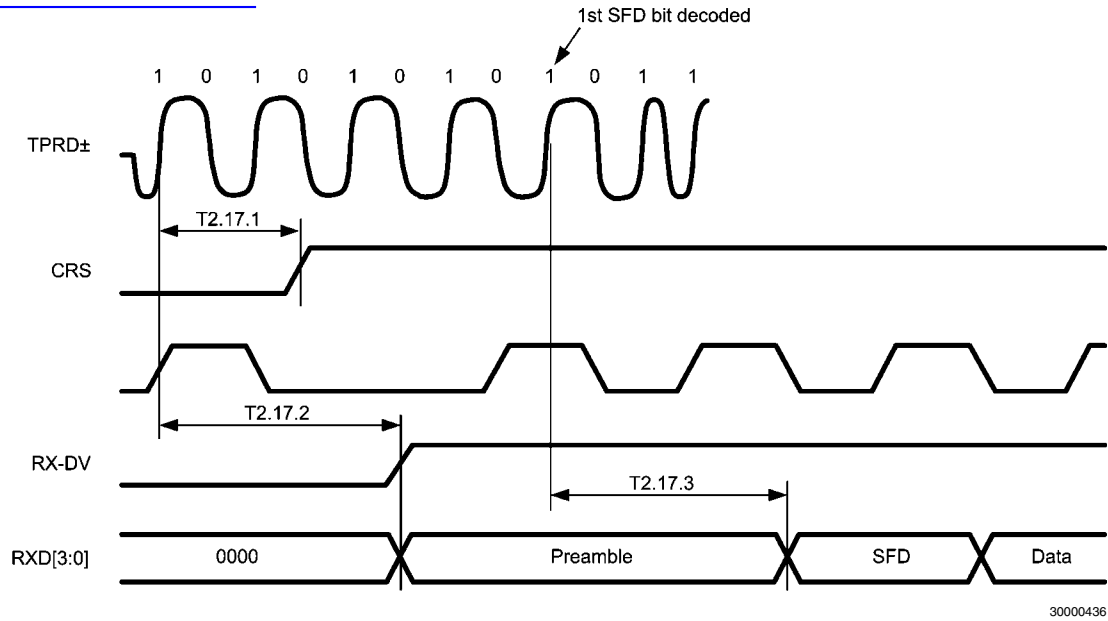 1st SFD bit decoded
1 0 1 0 1 0 1 0 1 0 1 1
TPRD±
T2.17.1
CRS
T2.17.2
RX-DV
T2.17.3
RXD[3:0] 0000 Preamble SFD Data
30000436